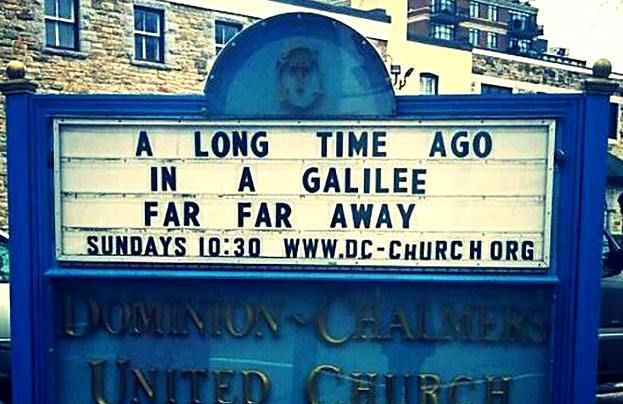 A LONG TIME AGO
IN A GALILEE
FAR FAR AWAY
SUNDAYS 10:30 WWW.DC-CHURCH ORG
DOMINION~CHALMERS
UNITED CHURCH